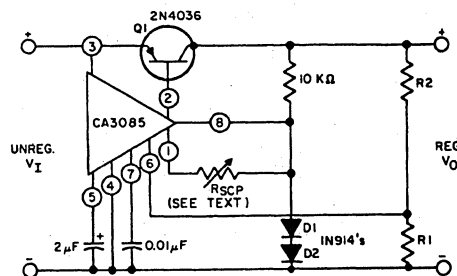 2N4036
+
3
Q1
+
2
10 KΩ
R2
CA3085
8
UNREG.
VI
REG
VO
1
6
7
4
5
RSCP
(SEE TEXT)
D1
1N914's
D2
R1
2µF
+
0.01µF
-
-